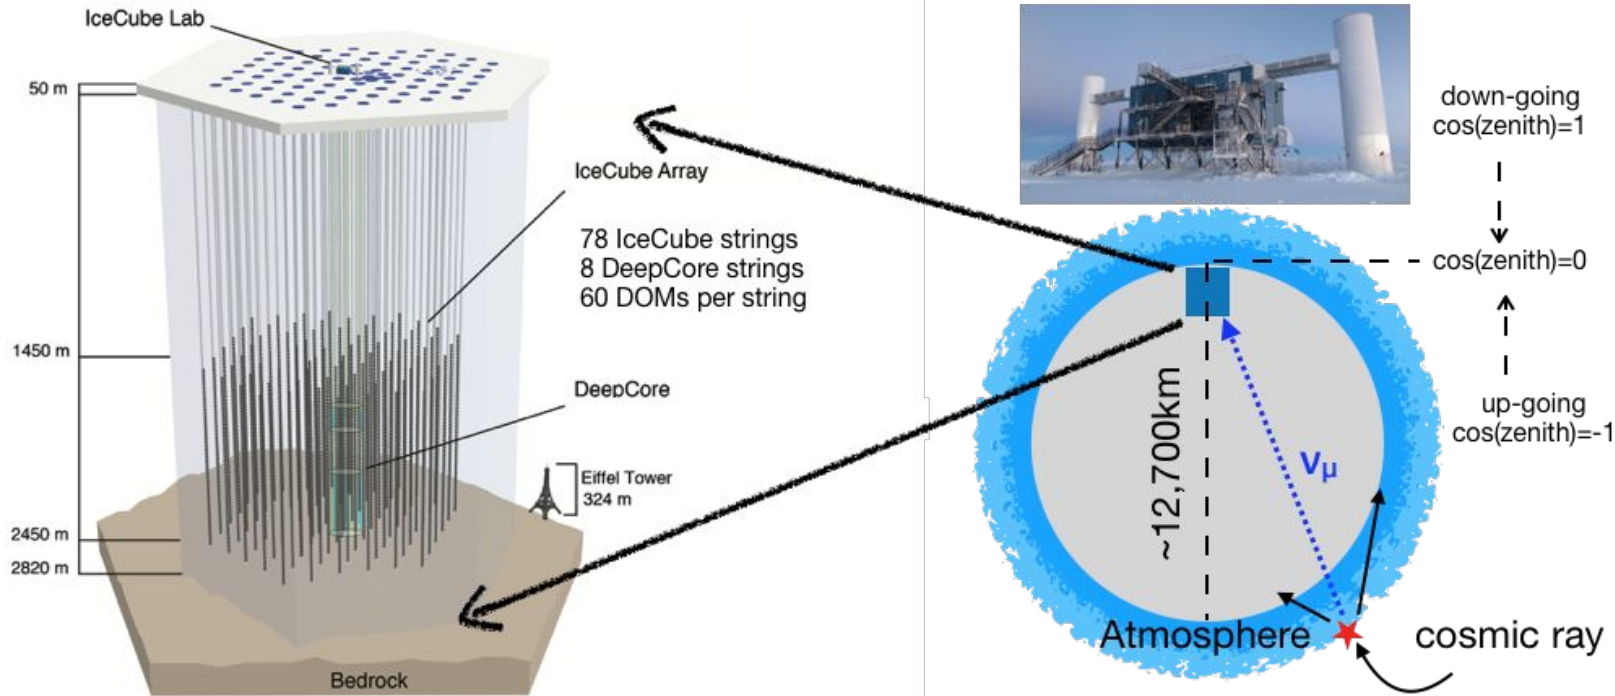 IceCube Lab
50 m
IceCube Array
78 IceCube strings
8 DeepCore strings
60 DOMs per string
1450 m
DeepCore
Eiffel Tower
324 m
2450 m
2820 m
Bedrock
down-going
cos(zenith)=1
cos(zenith)=0
up-going
cos(zenith)=-1
~12,700km
νμ
Atmosphere
cosmic ray